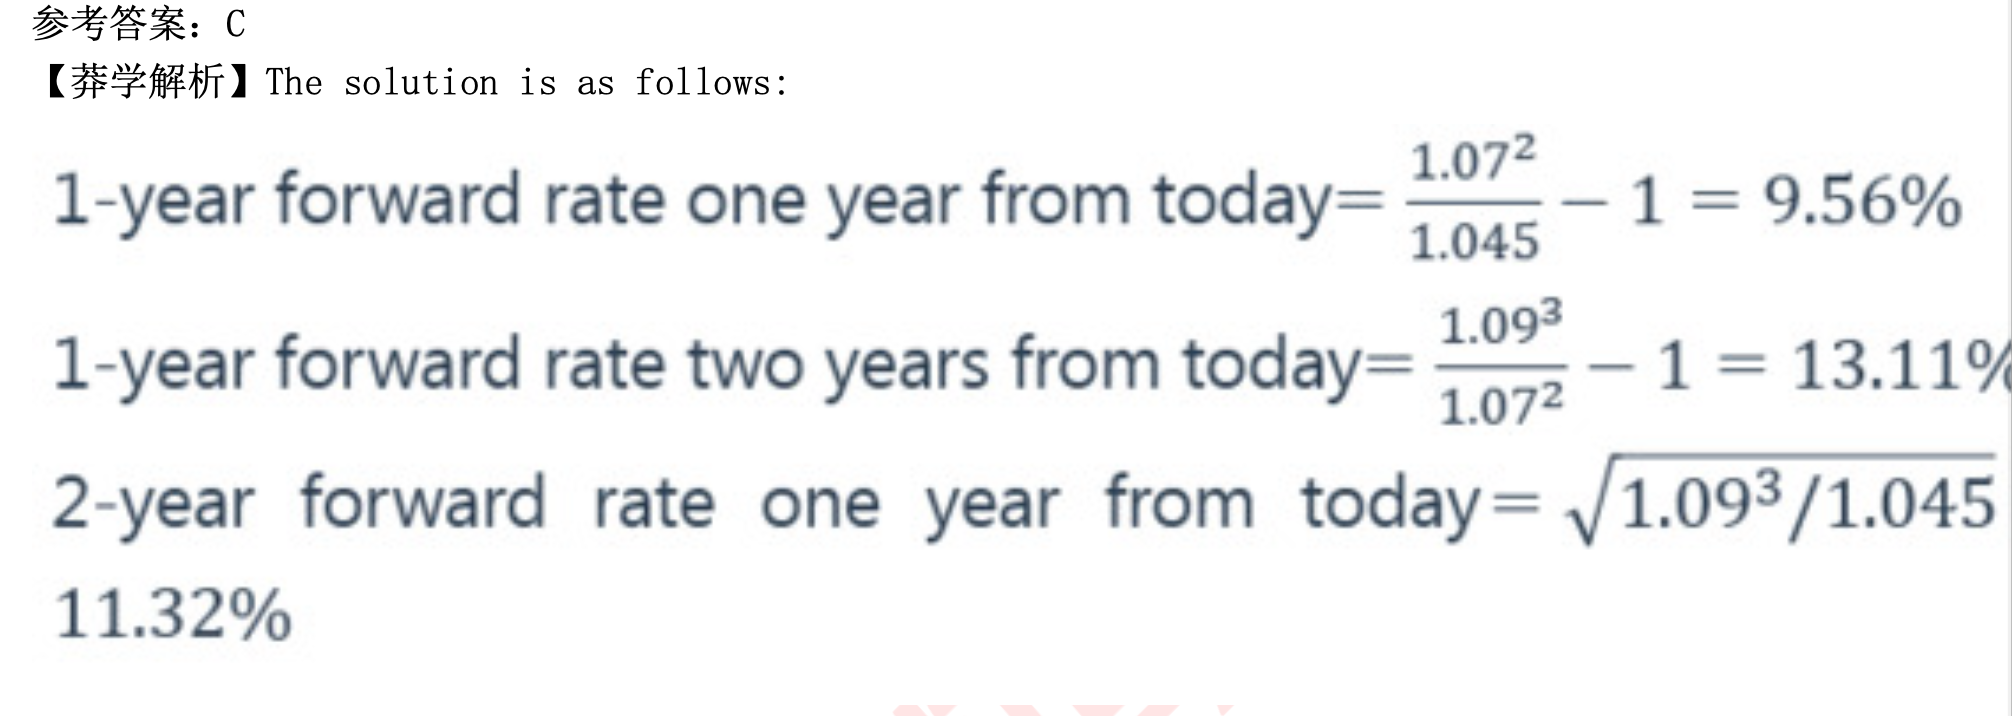 参考答案：C
【莽学解析】The solution is as follows:
1-year forward rate one year from today= 1.07²/1.045 − 1 = 9.56%
1-year forward rate two years from today= 1.09³/1.07² − 1 = 13.11%
2-year forward rate one year from today= √1.09³/1.045
11.32%